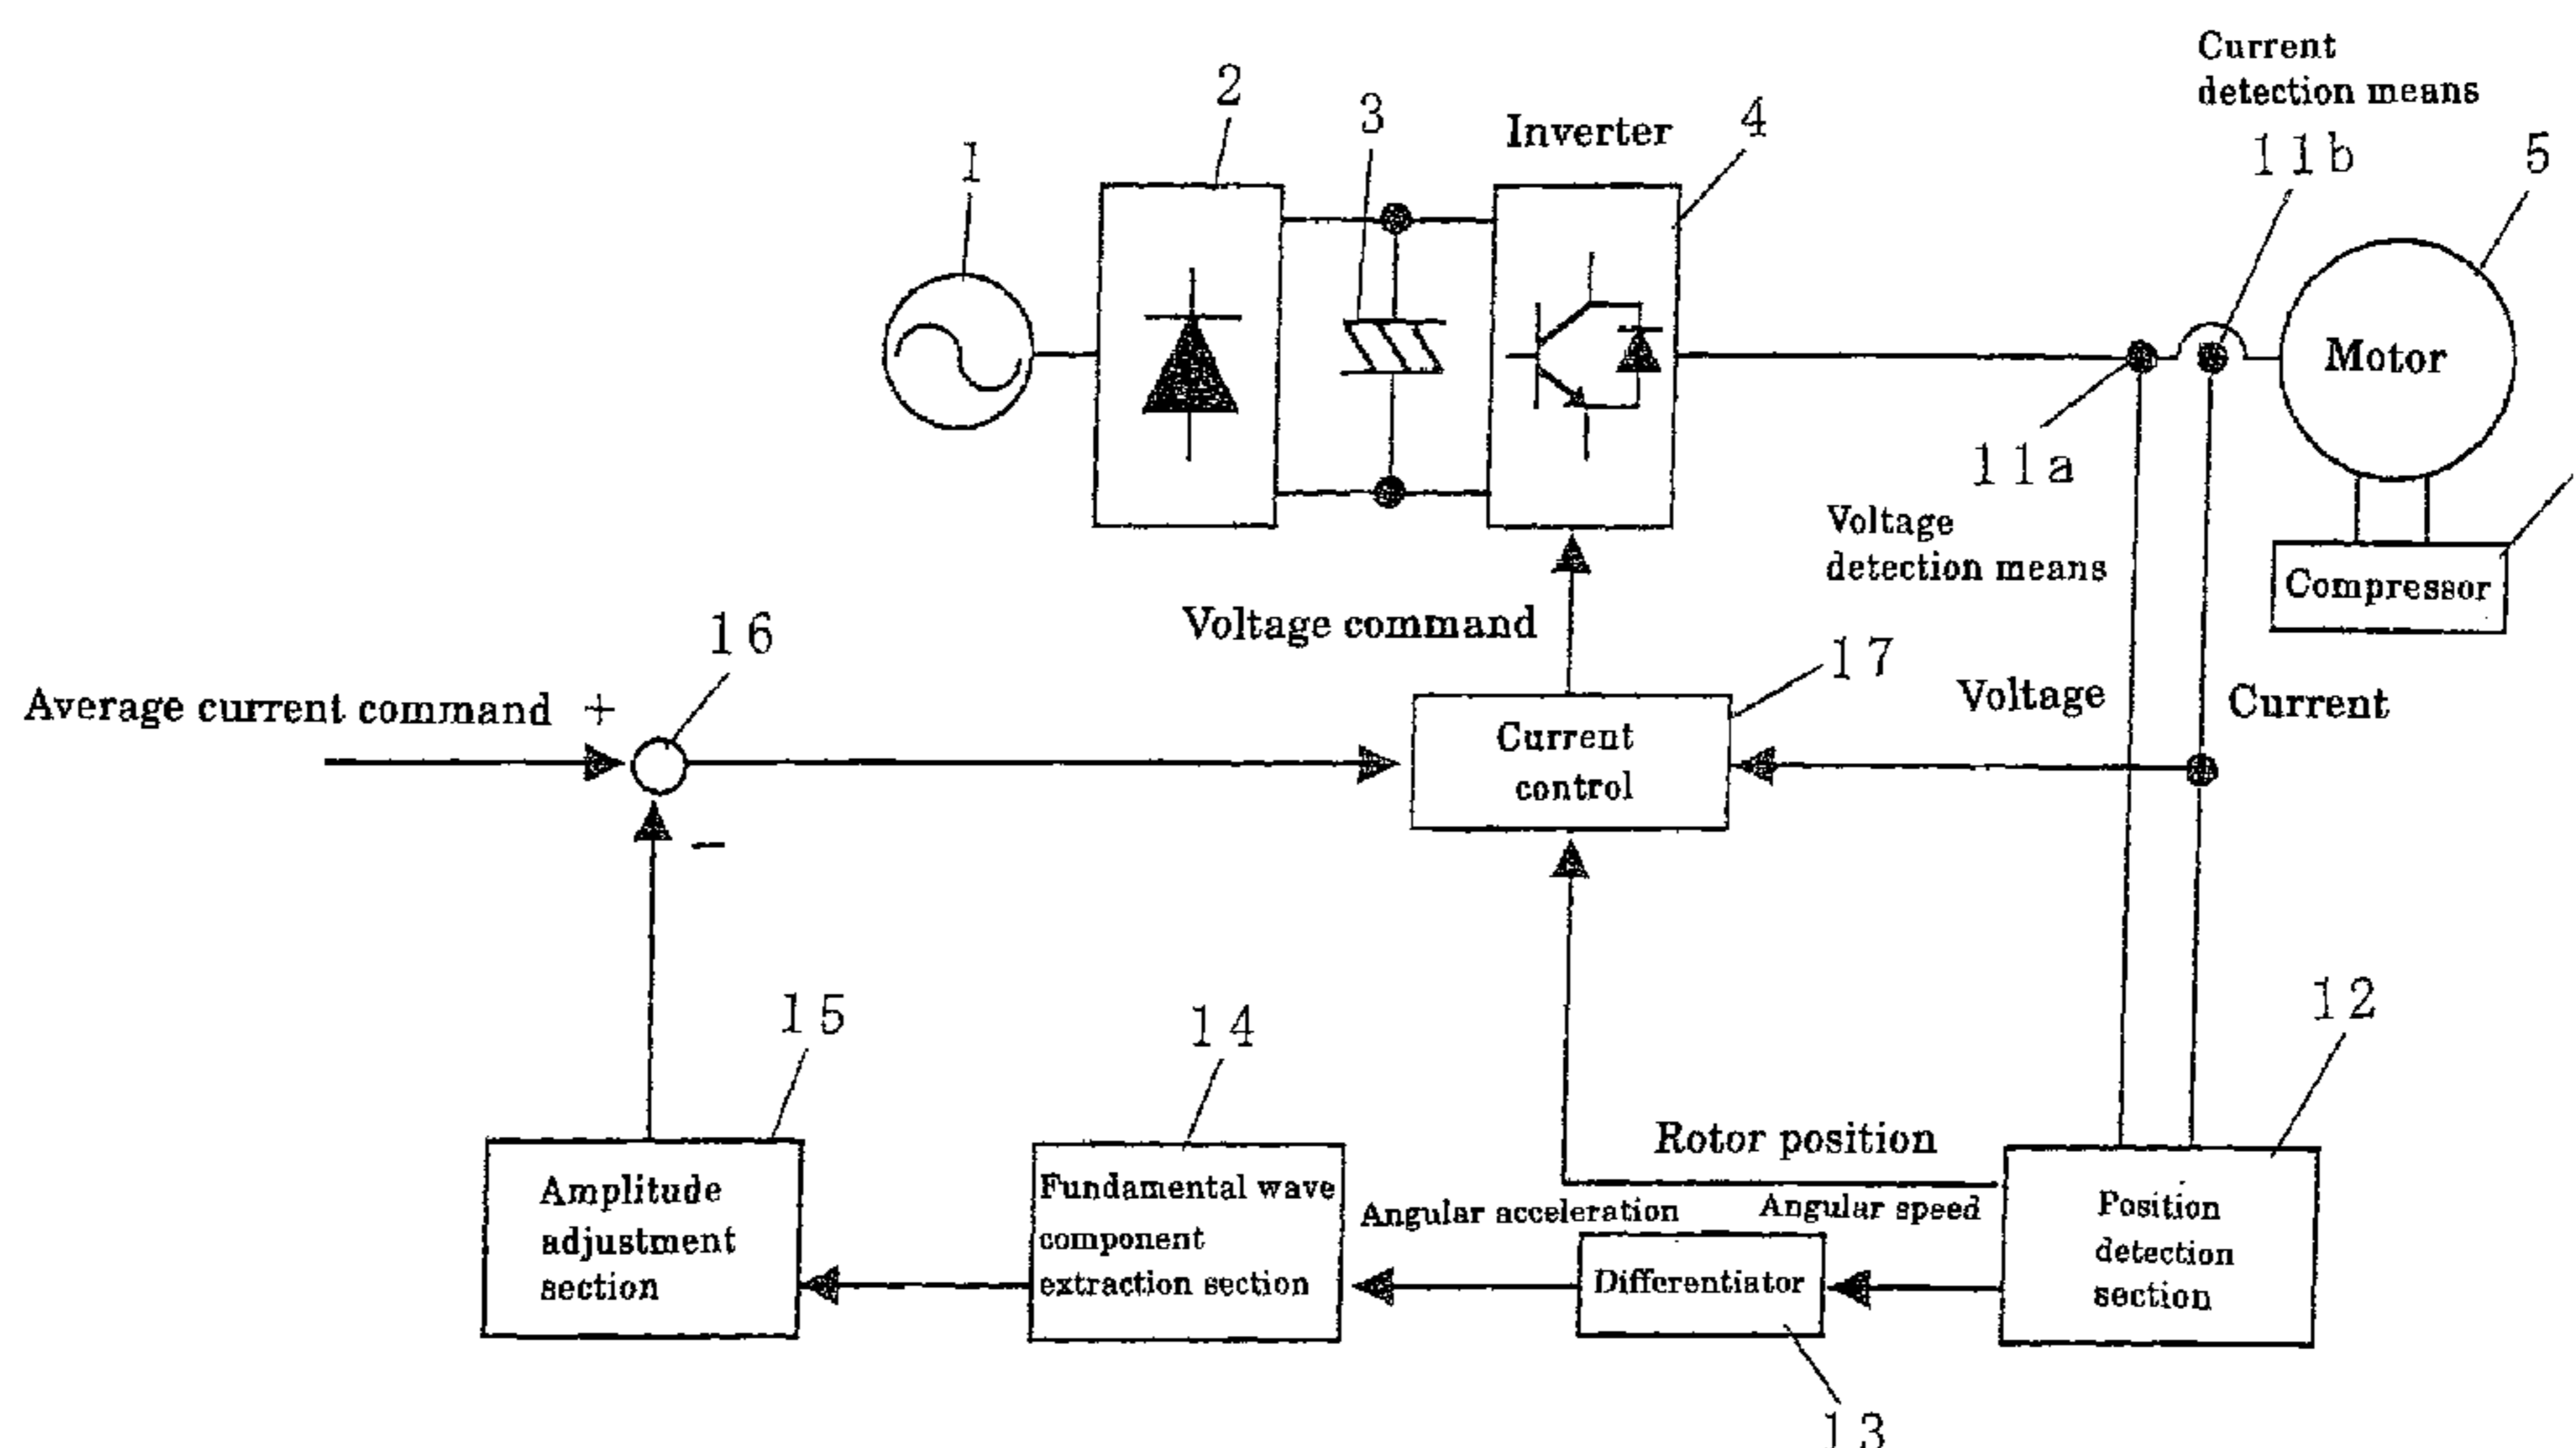 Current
detection means
2
3
Inverter
4
1
11b
5
Motor
11a
Voltage
detection means
Compressor
Voltage command
16
17
Average current command +
Voltage
Current
Current
control
−
15
14
12
Rotor position
Amplitude
adjustment
section
Fundamental wave
component
extraction section
Angular acceleration
Angular speed
Position
detection
section
Differentiator
13